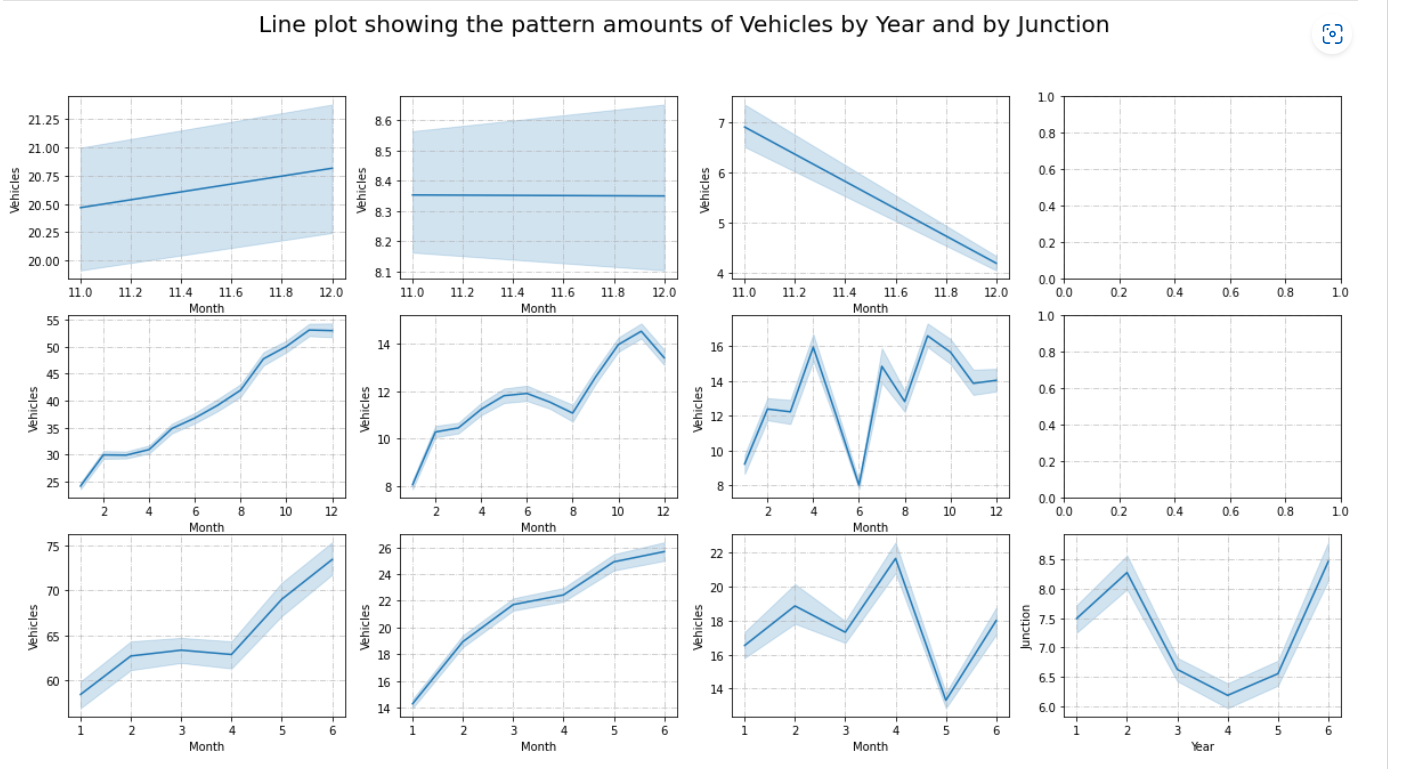 Line plot showing the pattern amounts of Vehicles by Year and by Junction
21.25
21.00
20.75
20.50
20.25
20.00
Vehicles
11.0 11.2 11.4 11.6 11.8 12.0
Month
8.6
8.5
8.4
8.3
8.2
8.1
Vehicles
11.0 11.2 11.4 11.6 11.8 12.0
Month
7
6
5
4
Vehicles
11.0 11.2 11.4 11.6 11.8 12.0
Month
1.0
0.8
0.6
0.4
0.2
0.0
0.0 0.2 0.4 0.6 0.8 1.0
55
50
45
40
35
30
25
Vehicles
2 4 6 8 10 12
Month
14
12
10
8
Vehicles
2 4 6 8 10 12
Month
16
14
12
10
8
Vehicles
2 4 6 8 10 12
Month
1.0
0.8
0.6
0.4
0.2
0.0
0.0 0.2 0.4 0.6 0.8 1.0
75
70
65
60
Vehicles
1 2 3 4 5 6
Month
26
24
22
20
18
16
14
Vehicles
1 2 3 4 5 6
Month
22
20
18
16
14
Vehicles
1 2 3 4 5 6
Month
8.5
8.0
7.5
7.0
6.5
6.0
Junction
1 2 3 4 5 6
Year